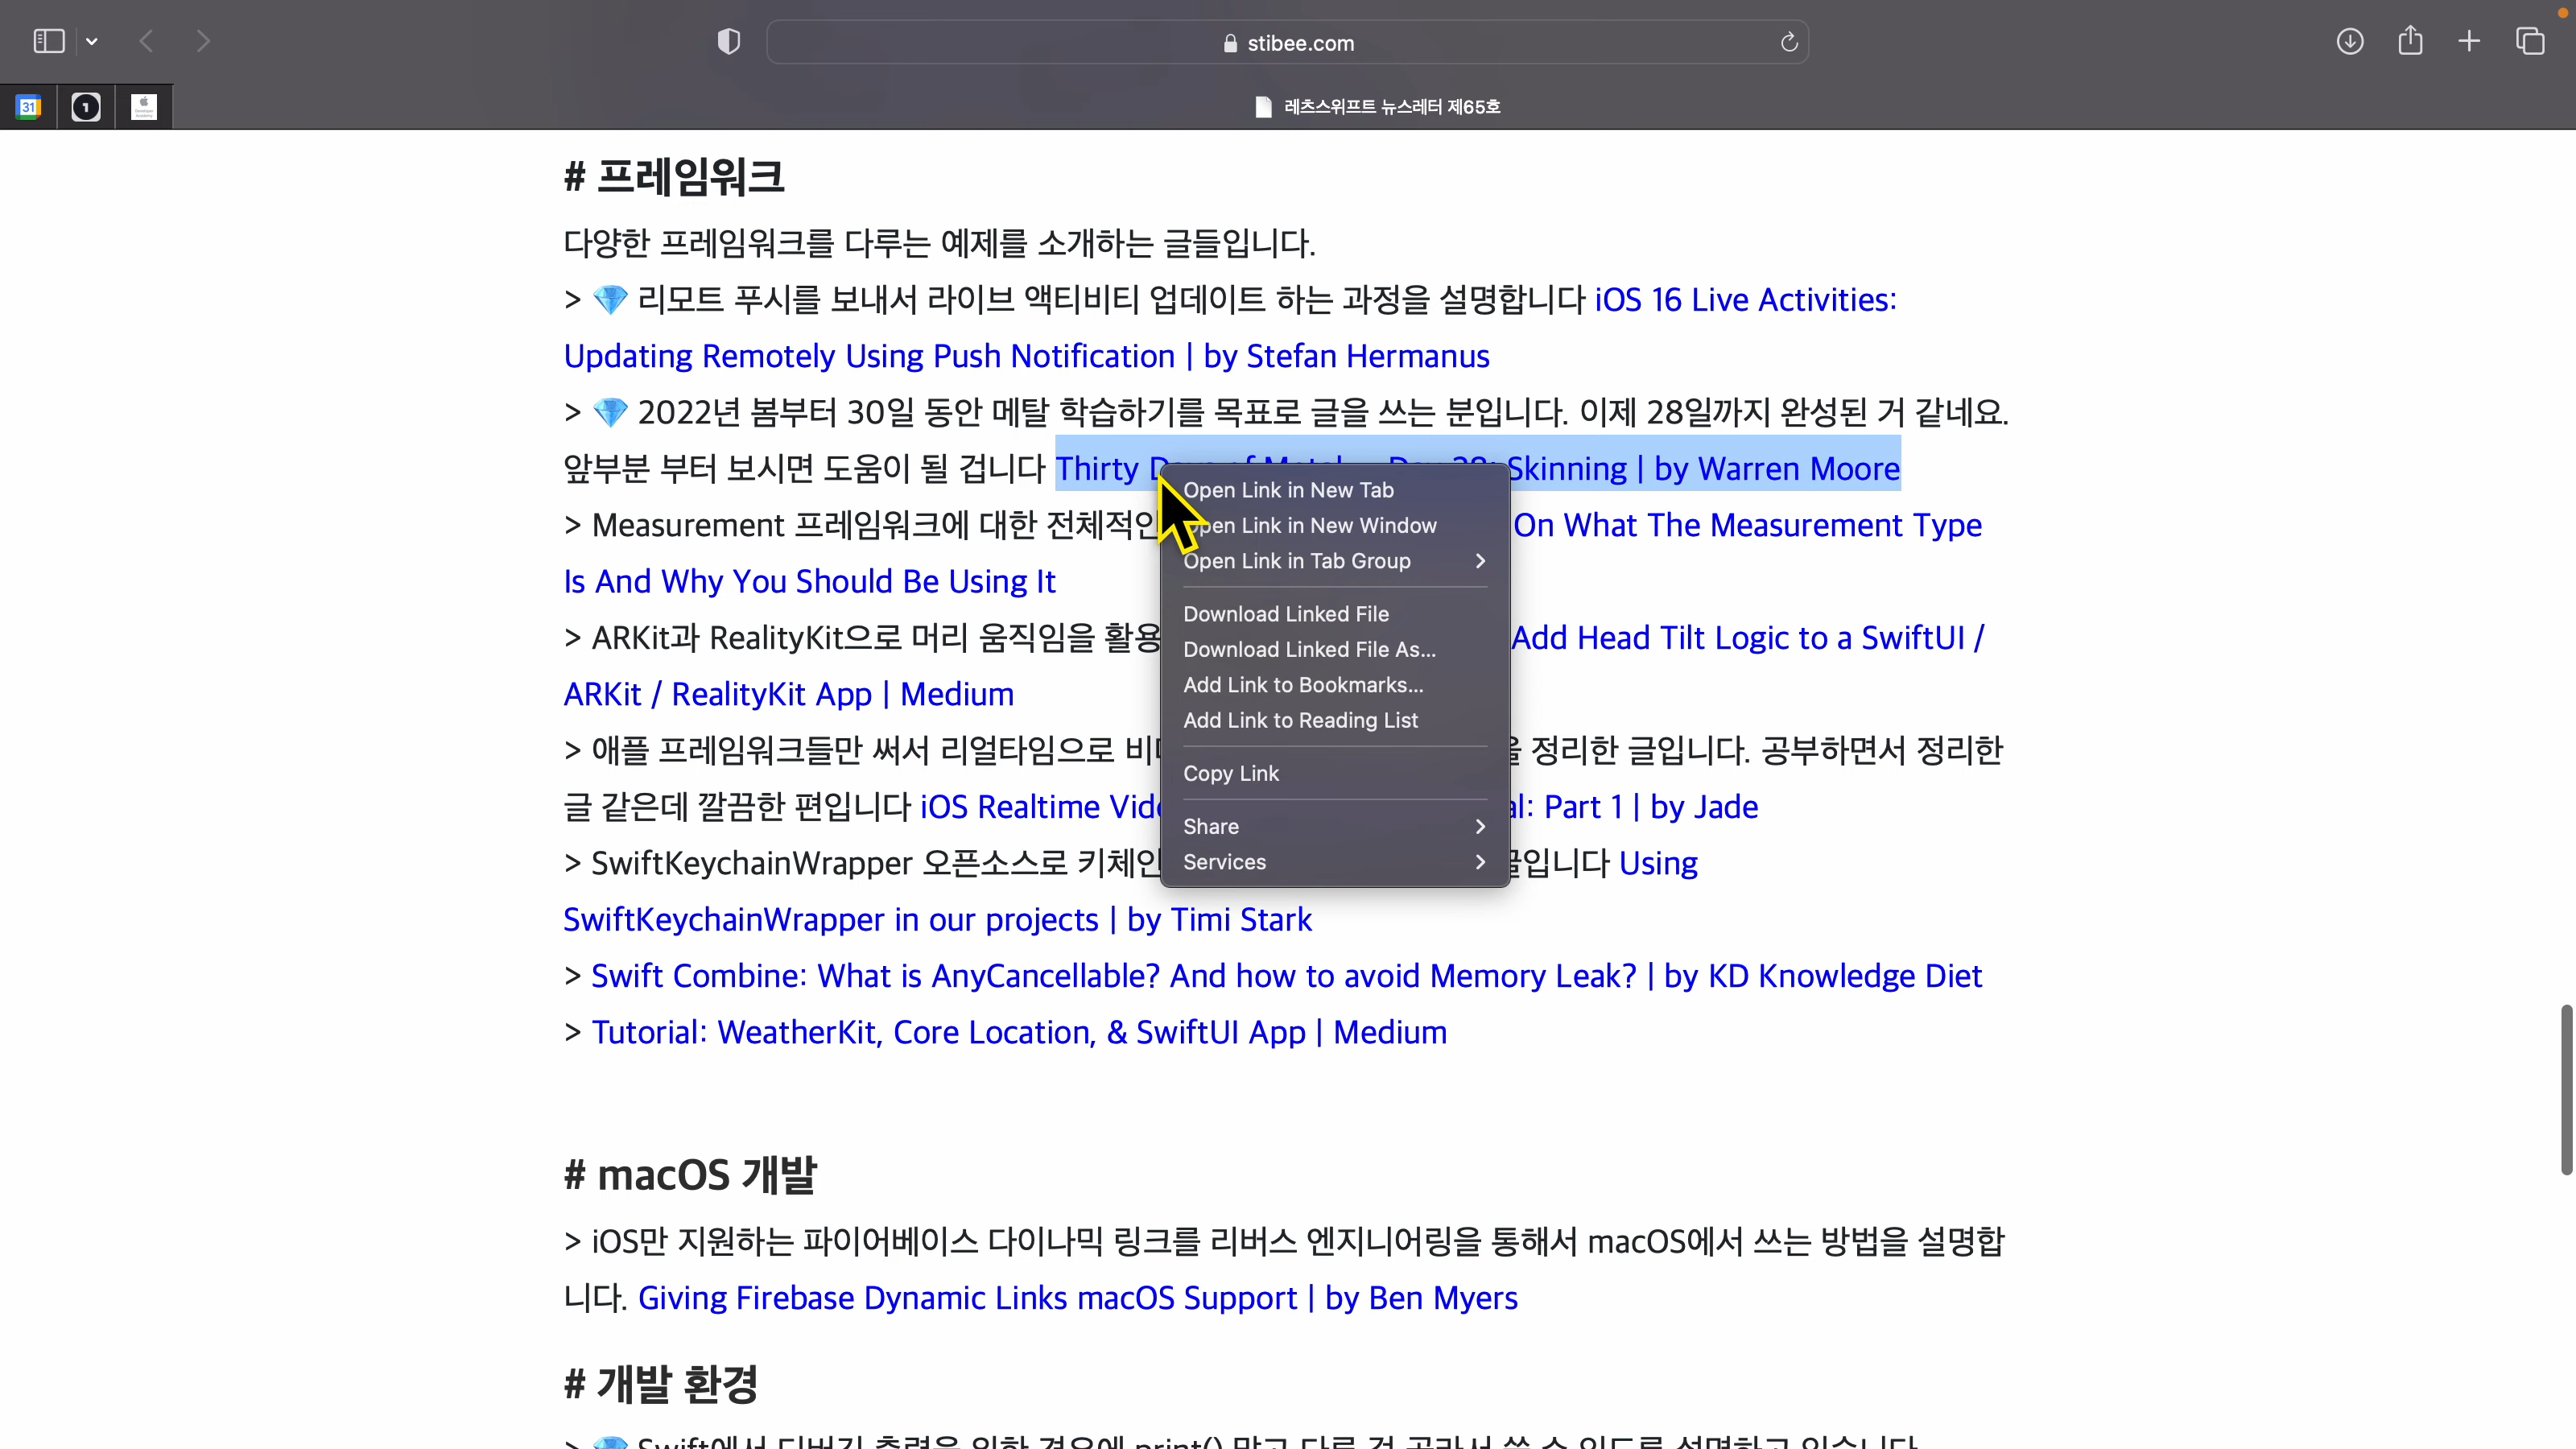 stibee.com
31
1
레츠스위프트 뉴스레터 제65호
# 프레임워크
다양한 프레임워크를 다루는 예제를 소개하는 글들입니다.
> 💎 리모트 푸시를 보내서 라이브 액티비티 업데이트 하는 과정을 설명합니다 iOS 16 Live Activities:
Updating Remotely Using Push Notification | by Stefan Hermanus
> 💎 2022년 봄부터 30일 동안 메탈 학습하기를 목표로 글을 쓰는 분입니다. 이제 28일까지 완성된 거 같네요.
앞부분 부터 보시면 도움이 될 겁니다 Thirty Skinning | by Warren Moore
> Measurement 프레임워크에 대한 전체적인 On What The Measurement Type
Is And Why You Should Be Using It
> ARKit과 RealityKit으로 머리 움직임을 활용 Add Head Tilt Logic to a SwiftUI /
ARKit / RealityKit App | Medium
> 애플 프레임워크들만 써서 리얼타임으로 정리한 글입니다. 공부하면서 정리한
글 같은데 깔끔한 편입니다 iOS Realtime Part 1 | by Jade
> SwiftKeychainWrapper 오픈소스로 키체인 Using
SwiftKeychainWrapper in our projects | by Timi Stark
> Swift Combine: What is AnyCancellable? And how to avoid Memory Leak? | by KD Knowledge Diet
> Tutorial: WeatherKit, Core Location, & SwiftUI App | Medium
Open Link in New Tab
Open Link in New Window
Open Link in Tab Group
Download Linked File
Download Linked File As...
Add Link to Bookmarks...
Add Link to Reading List
Copy Link
Share
Services
# macOS 개발
> iOS만 지원하는 파이어베이스 다이나믹 링크를 리버스 엔지니어링을 통해서 macOS에서 쓰는 방법을 설명합
니다. Giving Firebase Dynamic Links macOS Support | by Ben Myers
# 개발 환경